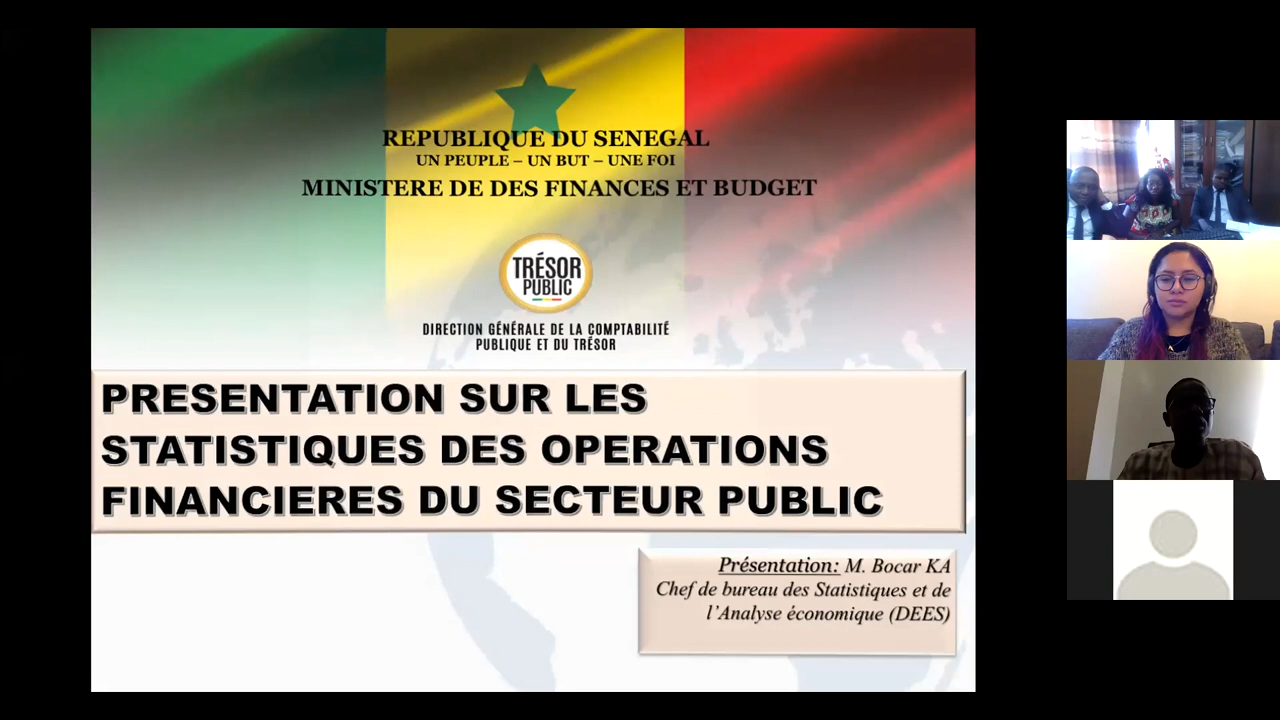 REPUBLIQUE DU SENEGAL
UN PEUPLE – UN BUT – UNE FOI
MINISTERE DE DES FINANCES ET BUDGET
TRÉSOR
PUBLIC
DIRECTION GÉNÉRALE DE LA COMPTABILITÉ
PUBLIQUE ET DU TRÉSOR
PRESENTATION SUR LES
STATISTIQUES DES OPERATIONS
FINANCIERES DU SECTEUR PUBLIC
Présentation: M. Bocar KA
Chef de bureau des Statistiques et de
l’Analyse économique (DEES)